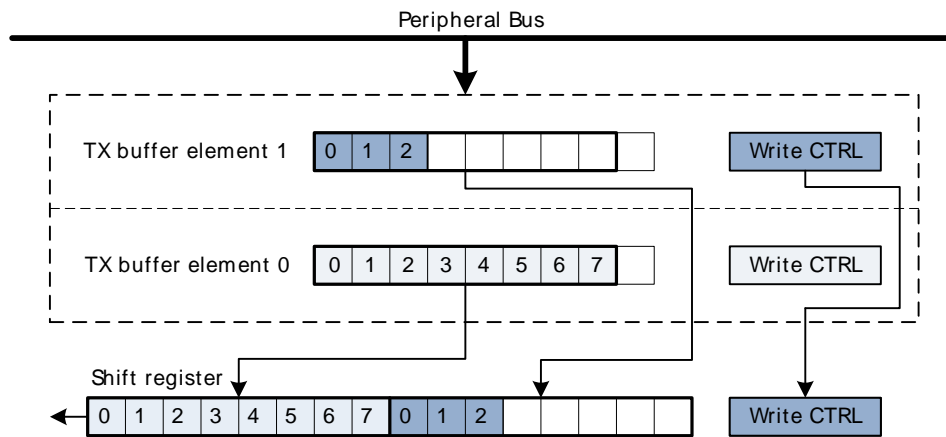 Peripheral Bus
TX buffer element 1 0 1 2 Write CTRL
TX buffer element 0 0 1 2 3 4 5 6 7 Write CTRL
Shift register
0 1 2 3 4 5 6 7 0 1 2 Write CTRL